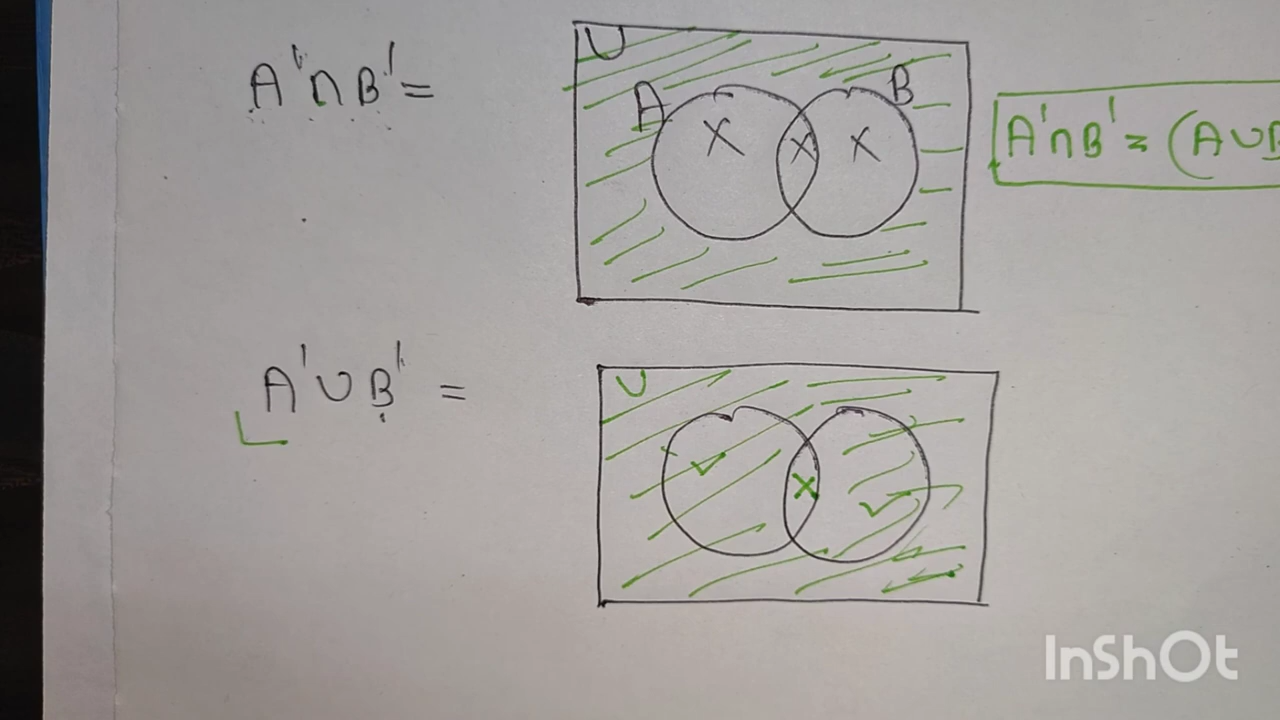 A'∩B' =
U
A
B
X
X
X
A'∩B' = (A∪B
A'∪B' =
U
✓
X
✓
InShOt